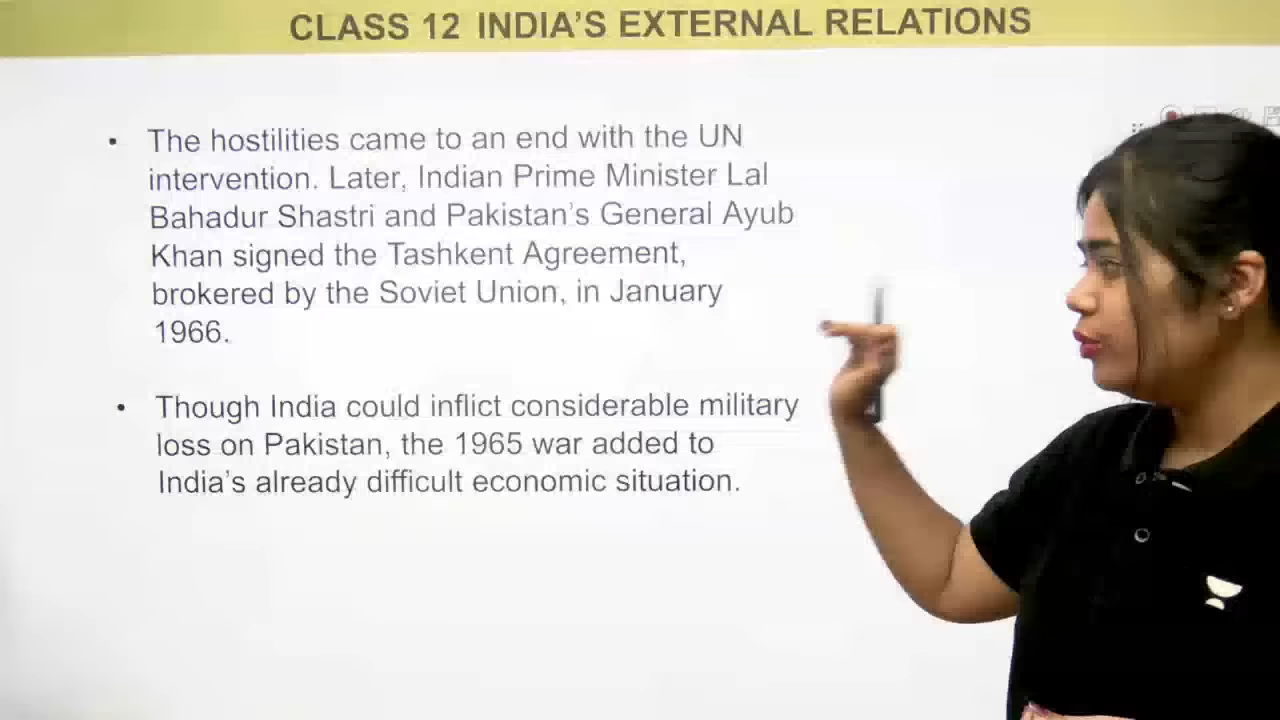 CLASS 12 INDIA'S EXTERNAL RELATIONS
• The hostilities came to an end with the UN
intervention. Later, Indian Prime Minister Lal
Bahadur Shastri and Pakistan's General Ayub
Khan signed the Tashkent Agreement,
brokered by the Soviet Union, in January
1966.
• Though India could inflict considerable military
loss on Pakistan, the 1965 war added to
India's already difficult economic situation.